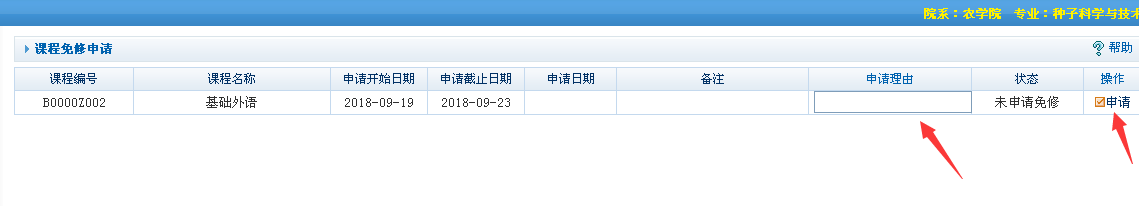 院系：农学院 专业：种子科学与技术
课程免修申请 帮助
课程编号 课程名称 申请开始日期 申请截止日期 申请日期 备注 申请理由 状态 操作
B0000Z002 基础外语 2018-09-19 2018-09-23 未申请免修 申请